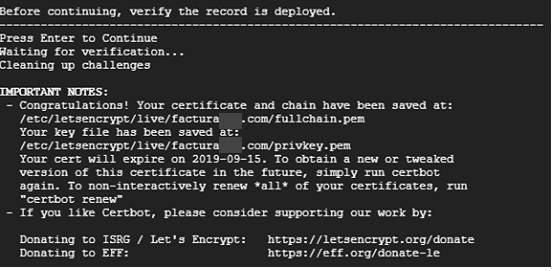 Before continuing, verify the record is deployed.
-------------------------------------------------------------------------------
Press Enter to Continue
Waiting for verification...
Cleaning up challenges

IMPORTANT NOTES:
 - Congratulations! Your certificate and chain have been saved at:
   /etc/letsencrypt/live/factura .com/fullchain.pem
   Your key file has been saved at:
   /etc/letsencrypt/live/factura .com/privkey.pem
   Your cert will expire on 2019-09-15. To obtain a new or tweaked
   version of this certificate in the future, simply run certbot
   again. To non-interactively renew *all* of your certificates, run
   "certbot renew"
 - If you like Certbot, please consider supporting our work by:

   Donating to ISRG / Let's Encrypt:   https://letsencrypt.org/donate
   Donating to EFF:                    https://eff.org/donate-le